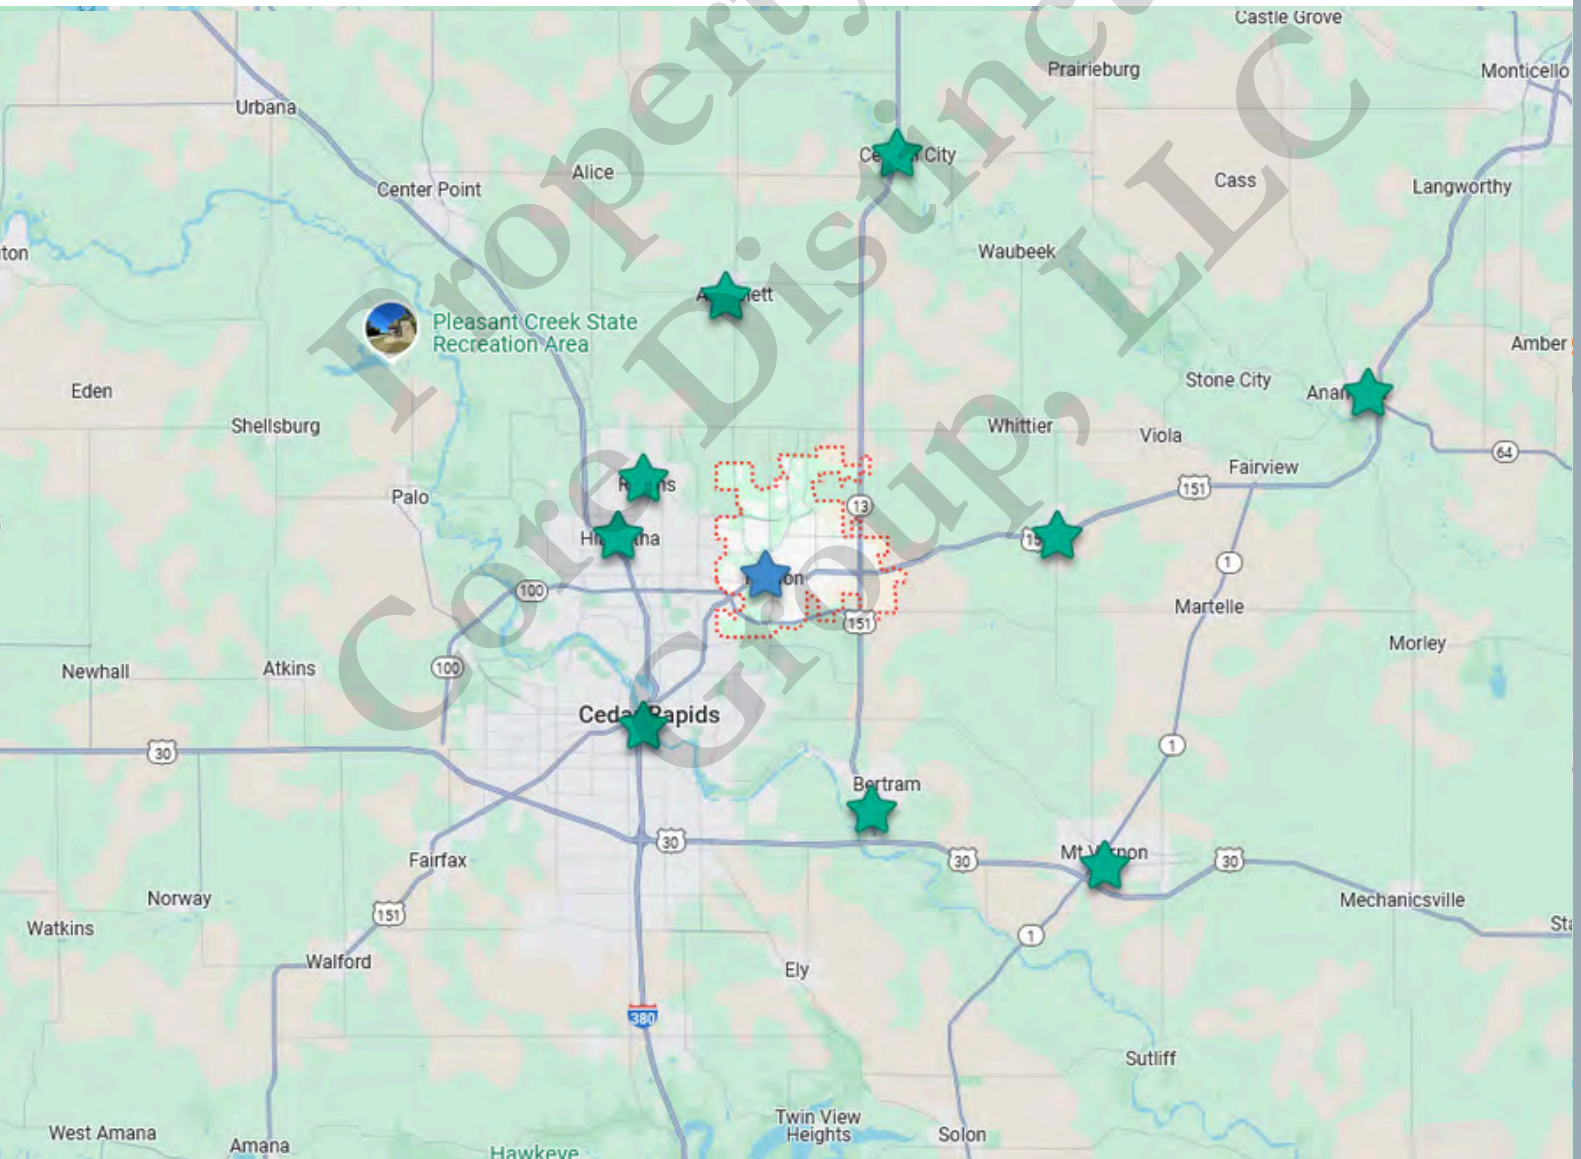 Castle Grove
Prairieburg
Monticello
Urbana
City
Alice
Center Point
Cass
Langworthy
Waubeek
Pleasant Creek State
Recreation Area
Amber
Eden
Stone City
Shellsburg
Whittier
Viola
64
Fairview
151
Palo
13
1
100
Martelle
151
Morley
Newhall
Atkins
100
Cedar Rapids
30
1
Bertram
30
Fairfax
30
Mt Vernon
30
Norway
Mechanicsville
151
Watkins
1
Walford
Ely
380
Sutliff
Twin View
Heights
West Amana
Amana
Solon
Hawkeye
Property
Core Distinction
Group, LLC